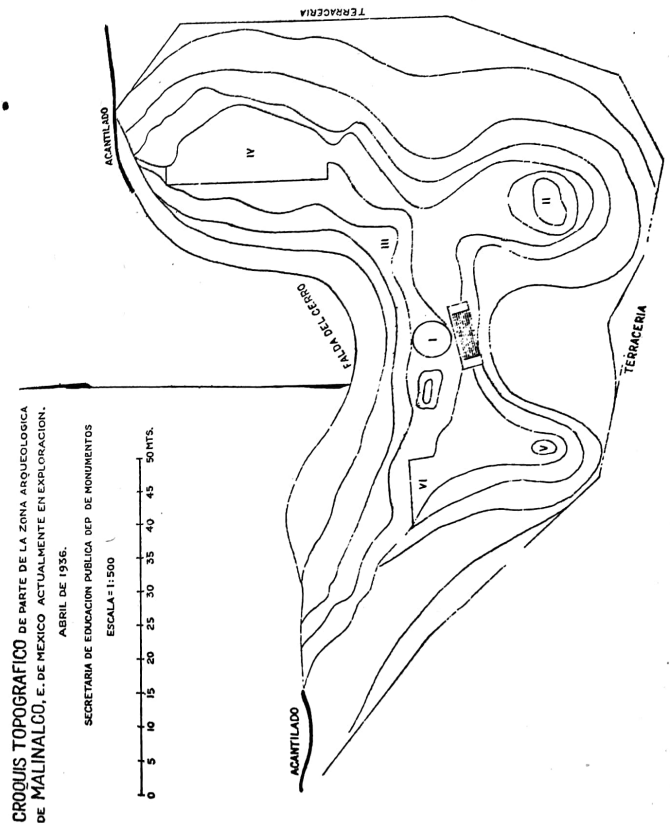 CROQUIS TOPOGRAFICO DE PARTE DE LA ZONA ARQUEOLOGICA
DE MALINALCO, E. DE MEXICO ACTUALMENTE EN EXPLORACION.
ABRIL DE 1936.
SECRETARIA DE EDUCACION PUBLICA DEP DE MONUMENTOS
ESCALA=1:500
0 5 10 15 20 25 30 35 40 45 50 MTS.
ACANTILADO
FALDA DEL CERRO
ACANTILADO
TERRACERIA
TERRACERIA
I
II
III
IV
V
VI